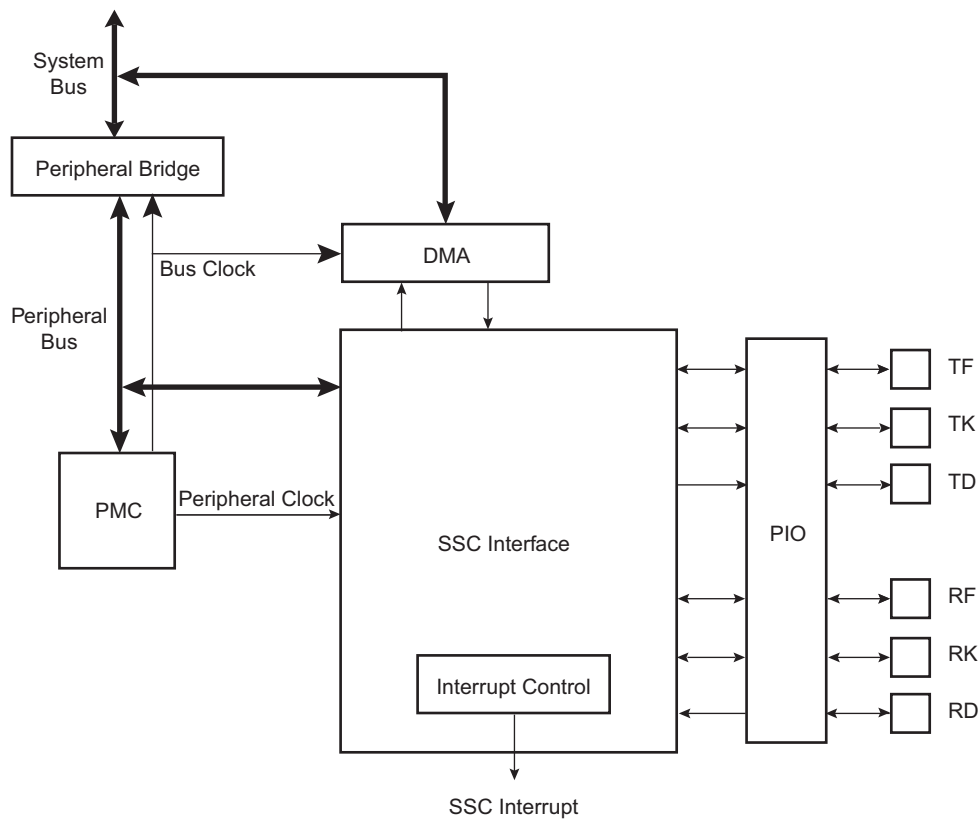 System
Bus
Peripheral Bridge
DMA
Bus Clock
Peripheral
Bus
TF
TK
TD
PMC
Peripheral Clock
SSC Interface
PIO
RF
RK
RD
Interrupt Control
SSC Interrupt